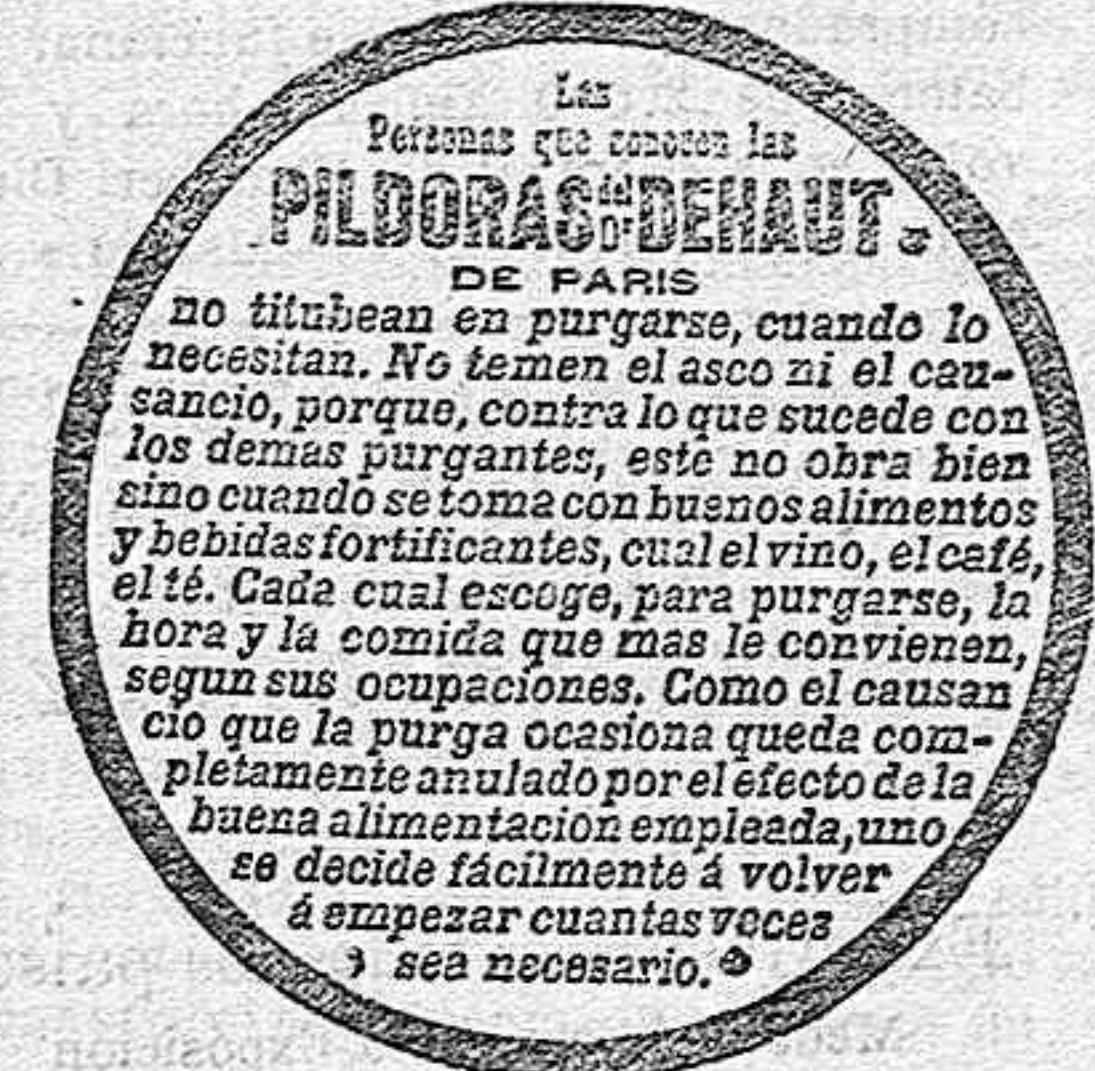 Las
Personas que conocen las
PILDORAS del Dr DEHAUT
DE PARIS
no titubean en purgarse, cuando lo
necesitan. No temen el asco ni el cau-
sancio, porque, contra lo que sucede con
los demas purgantes, este no obra bien
sino cuando se toma con buenos alimentos
y bebidas fortificantes, cual el vino, el café,
el té. Cada cual escoge, para purgarse, la
hora y la comida que mas le convienen,
segun sus ocupaciones. Como el causan
cio que la purga ocasiona queda com-
pletamente anulado por el efecto de la
buena alimentacion empleada, uno
se decide fácilmente á volver
á empezar cuantas veces
sea necesario.